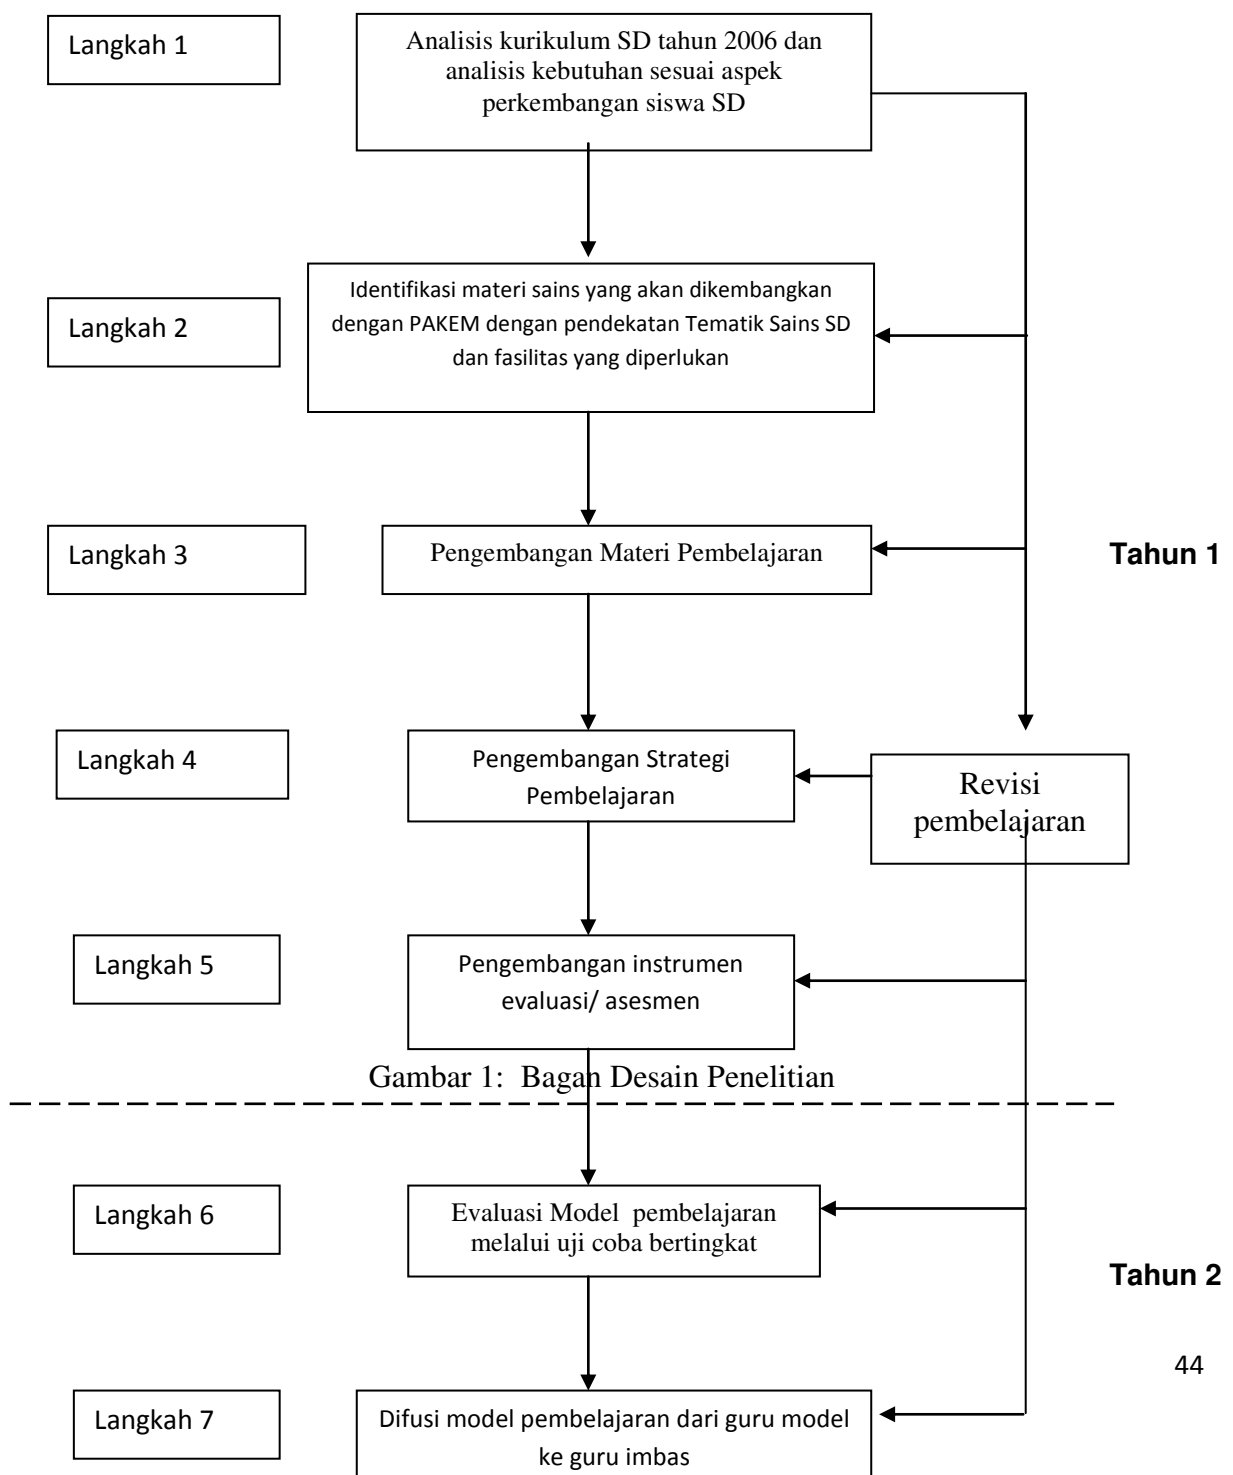 Langkah 1
Analisis kurikulum SD tahun 2006 dan
analisis kebutuhan sesuai aspek
perkembangan siswa SD
Langkah 2
Identifikasi materi sains yang akan dikembangkan
dengan PAKEM dengan pendekatan Tematik Sains SD
dan fasilitas yang diperlukan
Langkah 3
Pengembangan Materi Pembelajaran
Tahun 1
Langkah 4
Pengembangan Strategi
Pembelajaran
Revisi
pembelajaran
Langkah 5
Pengembangan instrumen
evaluasi/ asesmen
Gambar 1:  Bagan Desain Penelitian
Langkah 6
Evaluasi Model  pembelajaran
melalui uji coba bertingkat
Tahun 2
44
Langkah 7
Difusi model pembelajaran dari guru model
ke guru imbas